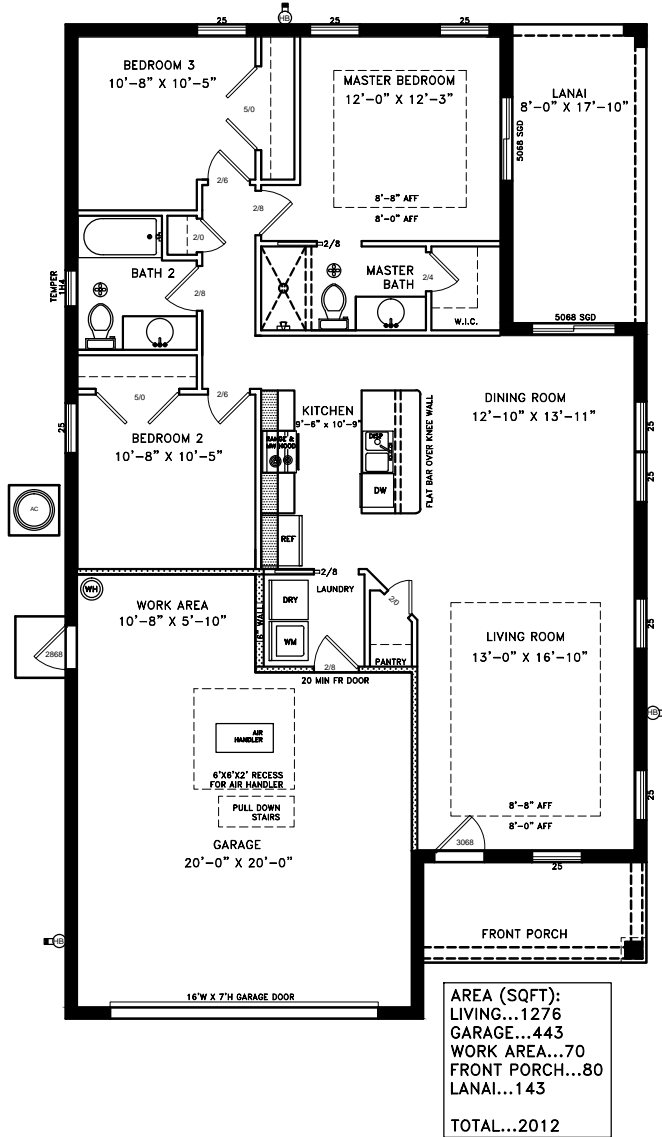 25
HB
25
25
BEDROOM 3
10'-8" X 10'-5"
5/0
MASTER BEDROOM
12'-0" X 12'-3"
LANAI
8'-0" X 17'-10"
5068 SGD
2/6
8'-8" AFF
8'-0" AFF
2/8
2/0
2/8
BATH 2
MASTER
BATH
2/4
TEMPER
1H4
2/8
W.I.C.
5068 SGD
5/0
2/6
KITCHEN
9'-6" x 10'-9"
DINING ROOM
12'-10" X 13'-11"
FLAT BAR OVER KNEE WALL
25
25
BEDROOM 2
10'-8" X 10'-5"
RANGE &
MW HOOD
DISP
DW
25
AC
REF
2/8
LAUNDRY
WH
WORK AREA
10'-8" X 5'-10"
6" WALL
DRY
2/0
WM
LIVING ROOM
13'-0" X 16'-10"
25
2868
2/8
PANTRY
20 MIN FR DOOR
HB
AIR
HANDLER
6'X6'X2' RECESS
FOR AIR HANDLER
PULL DOWN
STAIRS
8'-8" AFF
8'-0" AFF
25
GARAGE
20'-0" X 20'-0"
3068
25
FRONT PORCH
HB
16'W X 7'H GARAGE DOOR
AREA (SQFT):
LIVING...1276
GARAGE...443
WORK AREA...70
FRONT PORCH...80
LANAI...143
TOTAL...2012